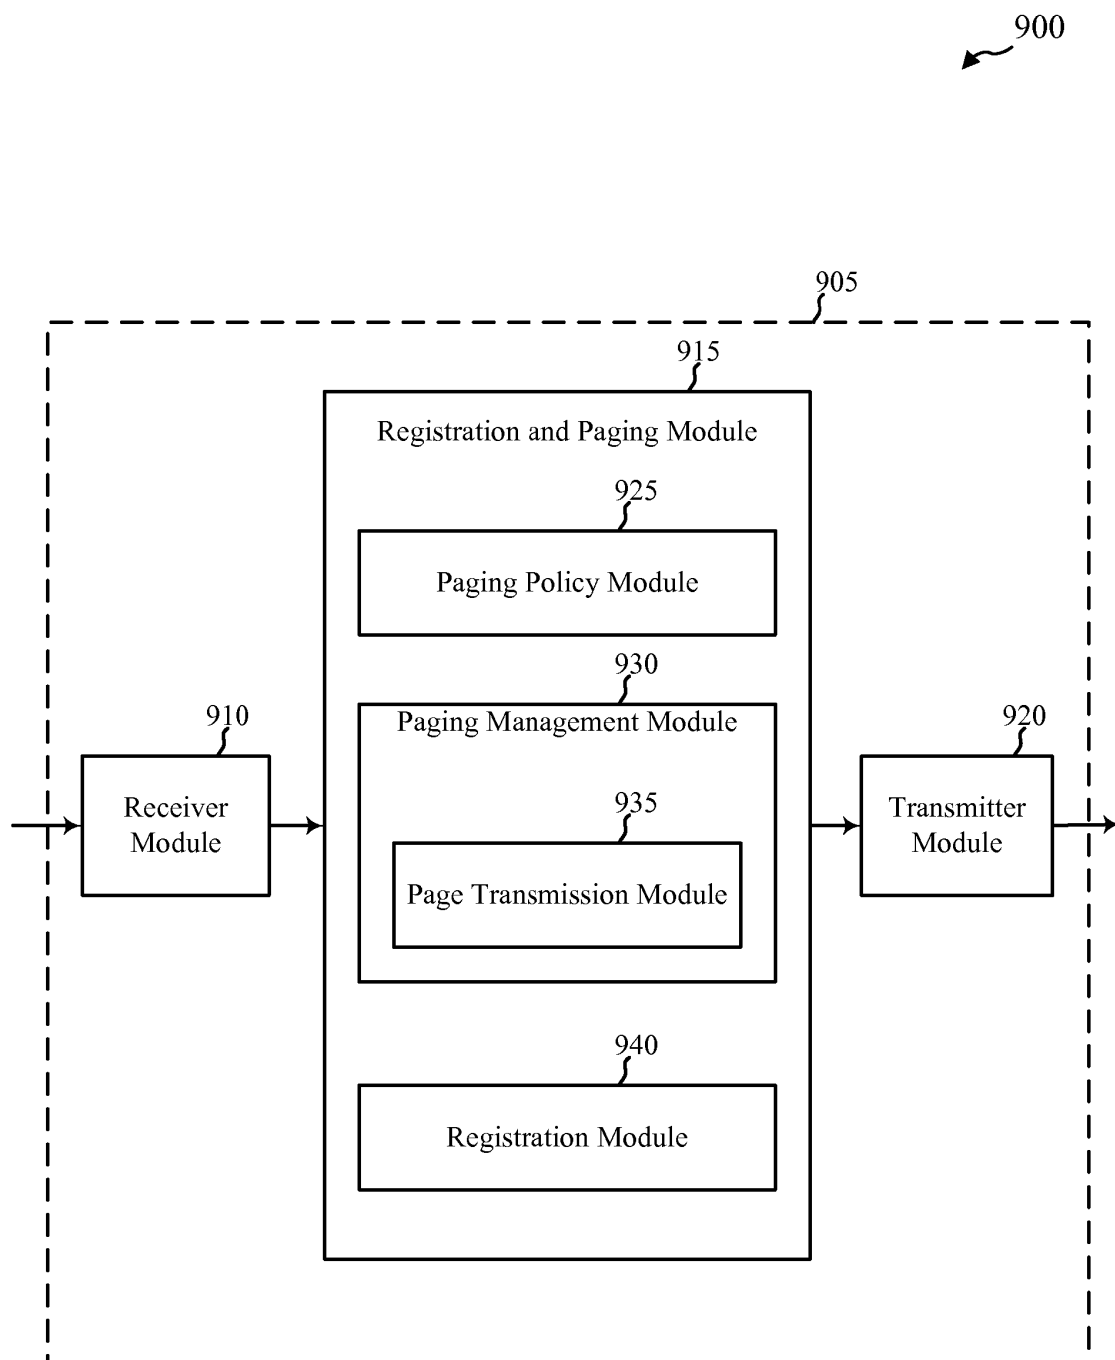 900
905
915
Registration and Paging Module
925
Paging Policy Module
930
Paging Management Module
910
Receiver
Module
935
Page Transmission Module
920
Transmitter
Module
940
Registration Module